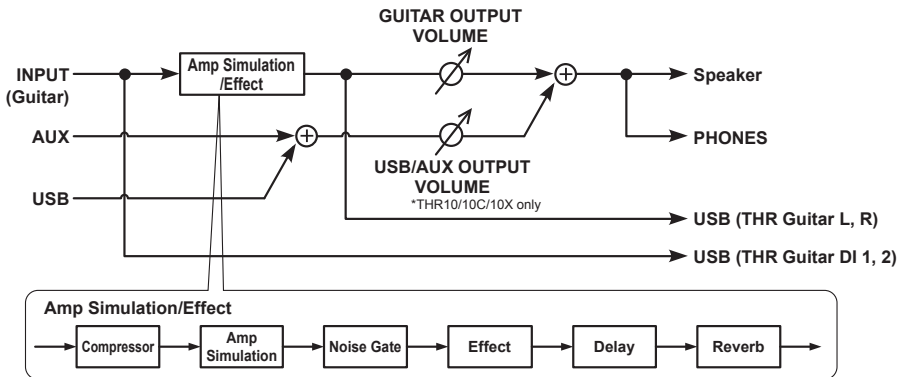 GUITAR OUTPUT
VOLUME
INPUT
(Guitar)
Amp Simulation
/Effect
Speaker
AUX
PHONES
USB/AUX OUTPUT
VOLUME
*THR10/10C/10X only
USB
USB (THR Guitar L, R)
USB (THR Guitar DI 1, 2)
Amp Simulation/Effect
Compressor
Amp
Simulation
Noise Gate
Effect
Delay
Reverb